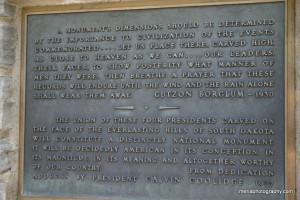 A MONUMENT'S DIMENSIONS SHOULD BE DETERMINED
BY THE IMPORTANCE TO CIVILIZATION OF THE EVENTS
COMMEMORATED.... LET US PLACE THERE, CARVED HIGH,
AS CLOSE TO HEAVEN AS WE CAN.... OUR LEADERS
THEIR FACES, TO SHOW POSTERITY WHAT MANNER OF
MEN THEY WERE. THEN BREATHE A PRAYER THAT THESE
RECORDS WILL ENDURE UNTIL THE WIND AND THE RAIN ALONE
SHALL WEAR THEM AWAY. GUTZON BORGLUM - 1930
THE UNION OF THESE FOUR PRESIDENTS CARVED ON
THE FACE OF THE EVERLASTING HILLS OF SOUTH DAKOTA
WILL CONSTITUTE A DISTINCTLY NATIONAL MONUMENT
IT WILL BE DECIDEDLY AMERICAN IN ITS CONCEPTION, IN
ITS MAGNITUDE, IN ITS MEANING AND ALTOGETHER WORTHY
OF OUR COUNTRY FROM DEDICATION
ADDRESS BY PRESIDENT CALVIN COOLIDGE